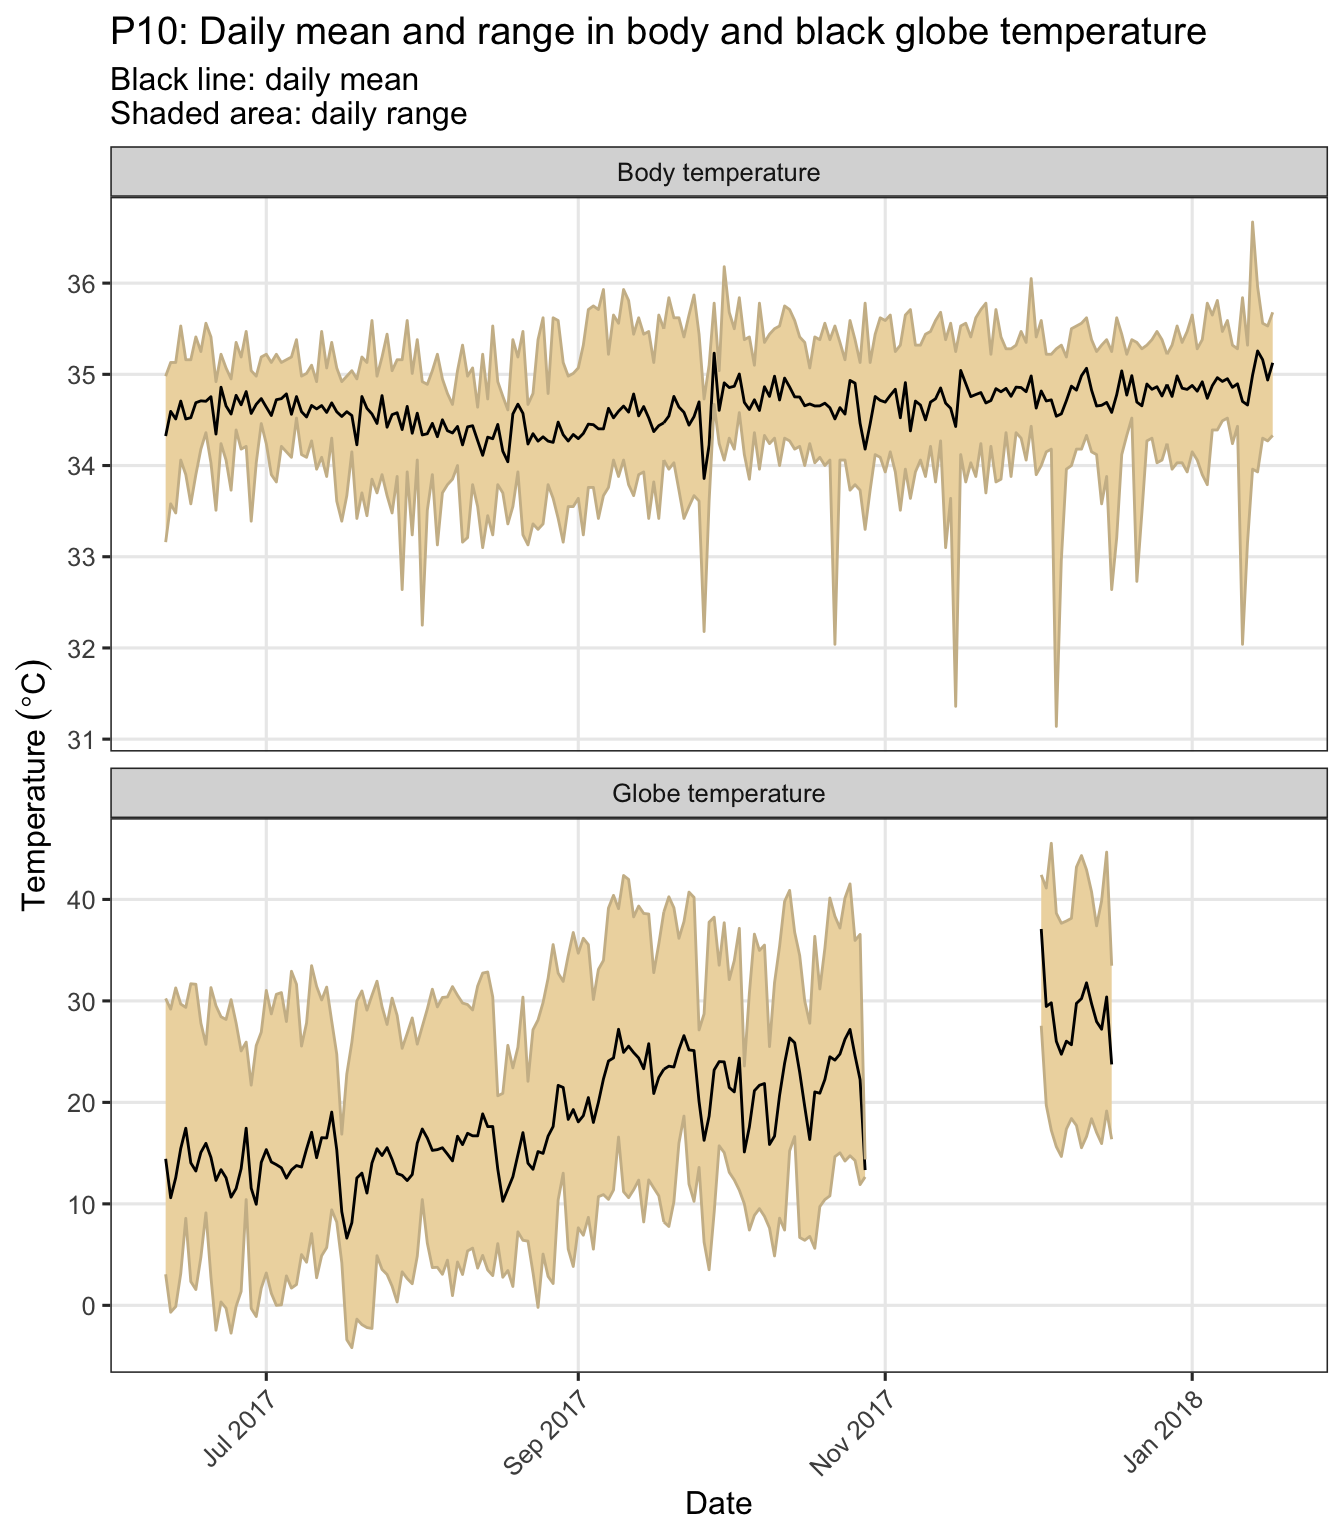 P10: Daily mean and range in body and black globe temperature
Black line: daily mean
Shaded area: daily range
Body temperature
36
35
34
33
32
31
Temperature (°C)
Globe temperature
40
30
20
10
0
Jul 2017
Sep 2017
Nov 2017
Jan 2018
Date